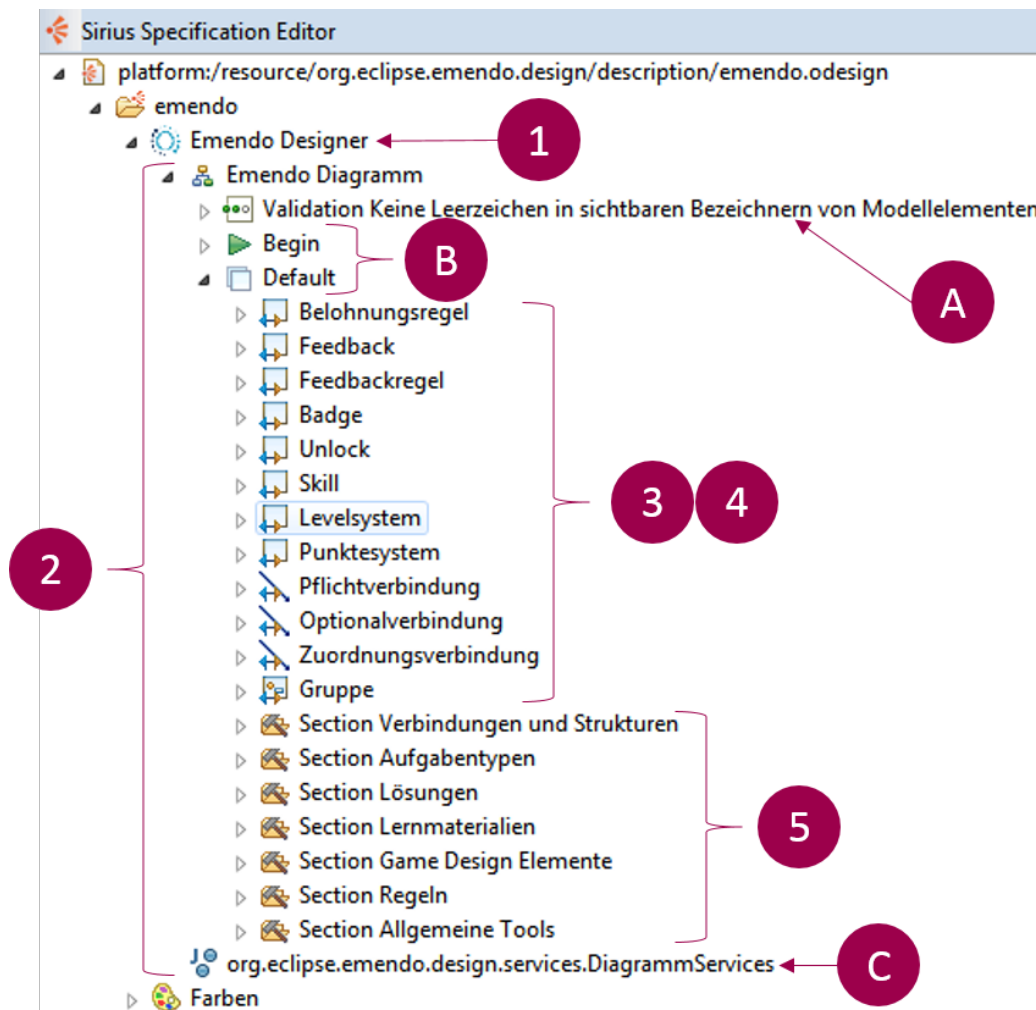 Sirius Specification Editor
platform:/resource/org.eclipse.emendo.design/description/emendo.odesign
emendo
Emendo Designer
1
Emendo Diagramm
Validation Keine Leerzeichen in sichtbaren Bezeichnern von Modellelementen
Begin
B
Default
A
Belohnungsregel
Feedback
Feedbackregel
Badge
Unlock
Skill
3 4
Levelsystem
Punktesystem
2
Pflichtverbindung
Optionalverbindung
Zuordnungsverbindung
Gruppe
Section Verbindungen und Strukturen
Section Aufgabentypen
Section Lösungen
Section Lernmaterialien
5
Section Game Design Elemente
Section Regeln
Section Allgemeine Tools
org.eclipse.emendo.design.services.DiagrammServices
C
Farben